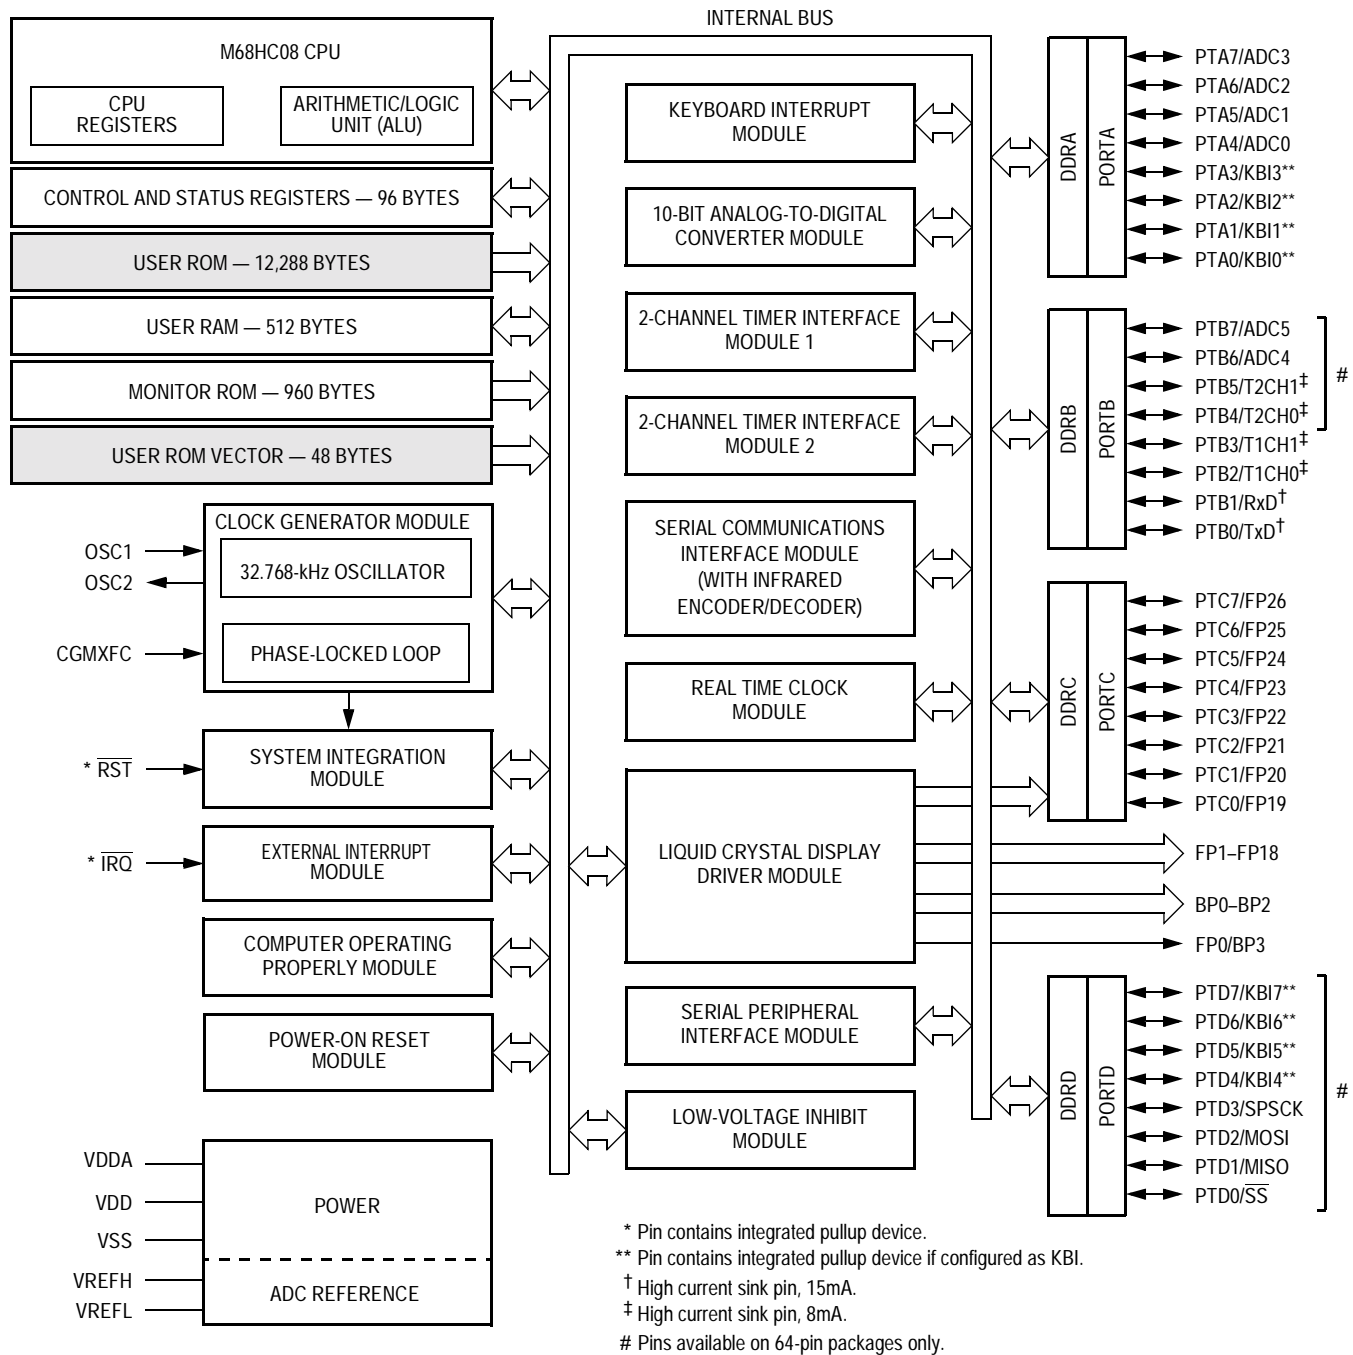 INTERNAL BUS
M68HC08 CPU
CPU
REGISTERS
ARITHMETIC/LOGIC
UNIT (ALU)
CONTROL AND STATUS REGISTERS — 96 BYTES
USER ROM — 12,288 BYTES
USER RAM — 512 BYTES
MONITOR ROM — 960 BYTES
USER ROM VECTOR — 48 BYTES
CLOCK GENERATOR MODULE
OSC1
OSC2
32.768-kHz OSCILLATOR
CGMXFC
PHASE-LOCKED LOOP
* R̅S̅T̅
SYSTEM INTEGRATION
MODULE
* I̅R̅Q̅
EXTERNAL INTERRUPT
MODULE
COMPUTER OPERATING
PROPERLY MODULE
POWER-ON RESET
MODULE
VDDA
VDD
VSS
POWER
VREFH
VREFL
ADC REFERENCE
KEYBOARD INTERRUPT
MODULE
10-BIT ANALOG-TO-DIGITAL
CONVERTER MODULE
2-CHANNEL TIMER INTERFACE
MODULE 1
2-CHANNEL TIMER INTERFACE
MODULE 2
SERIAL COMMUNICATIONS
INTERFACE MODULE
(WITH INFRARED
ENCODER/DECODER)
REAL TIME CLOCK
MODULE
LIQUID CRYSTAL DISPLAY
DRIVER MODULE
SERIAL PERIPHERAL
INTERFACE MODULE
LOW-VOLTAGE INHIBIT
MODULE
DDRA
PORTA
PTA7/ADC3
PTA6/ADC2
PTA5/ADC1
PTA4/ADC0
PTA3/KBI3**
PTA2/KBI2**
PTA1/KBI1**
PTA0/KBI0**
DDRB
PORTB
PTB7/ADC5
PTB6/ADC4
PTB5/T2CH1‡
PTB4/T2CH0‡
#
PTB3/T1CH1‡
PTB2/T1CH0‡
PTB1/RxD†
PTB0/TxD†
DDRC
PORTC
PTC7/FP26
PTC6/FP25
PTC5/FP24
PTC4/FP23
PTC3/FP22
PTC2/FP21
PTC1/FP20
PTC0/FP19
FP1–FP18
BP0–BP2
FP0/BP3
DDRD
PORTD
PTD7/KBI7**
PTD6/KBI6**
PTD5/KBI5**
PTD4/KBI4**
PTD3/SPSCK
PTD2/MOSI
PTD1/MISO
PTD0/S̅S̅
#
* Pin contains integrated pullup device.
** Pin contains integrated pullup device if configured as KBI.
† High current sink pin, 15mA.
‡ High current sink pin, 8mA.
# Pins available on 64-pin packages only.